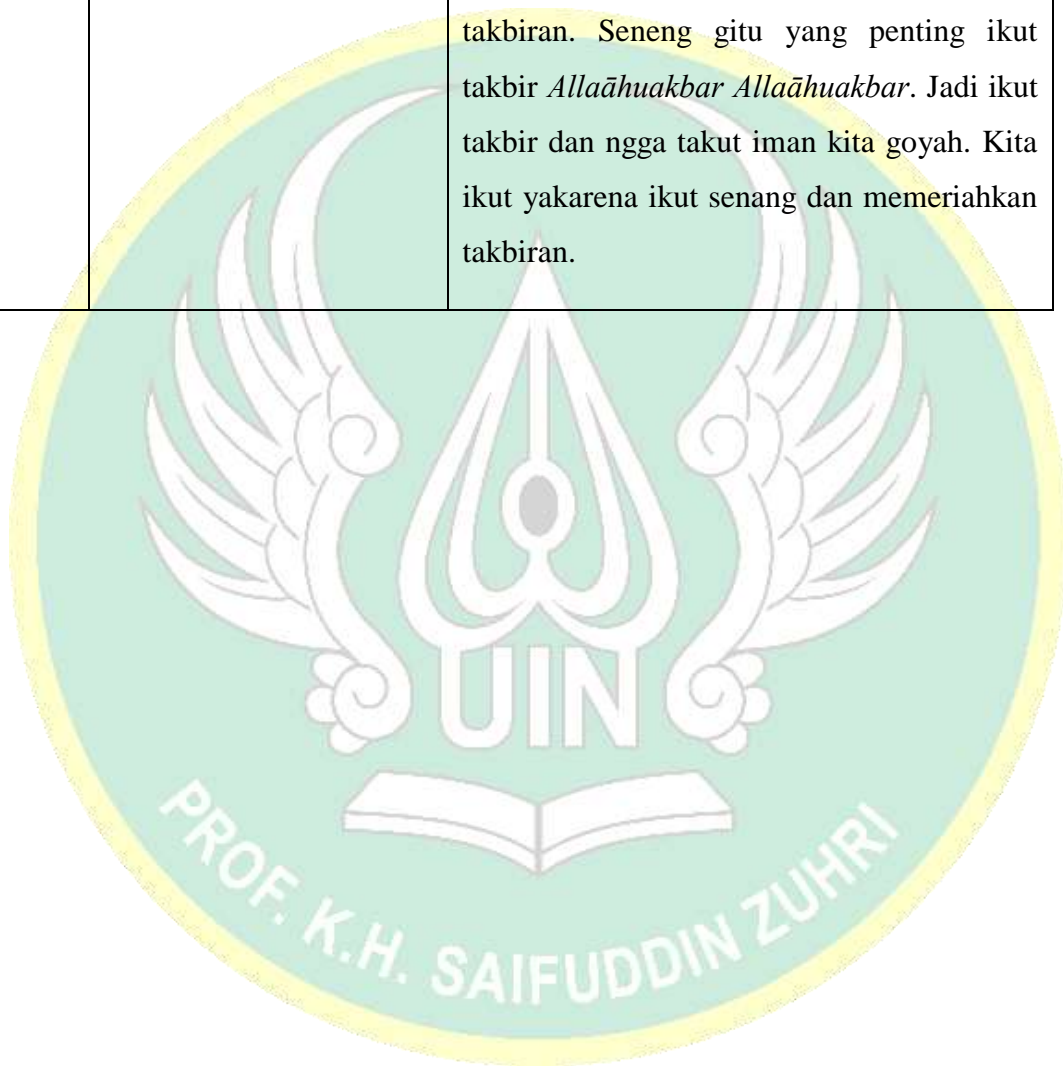 takbiran. Seneng gitu yang penting ikut
takbir Allaāhuakbar Allaāhuakbar. Jadi ikut
takbir dan ngga takut iman kita goyah. Kita
ikut yakarena ikut senang dan memeriahkan
takbiran.
UIN
PROF. K.H. SAIFUDDIN ZUHRI